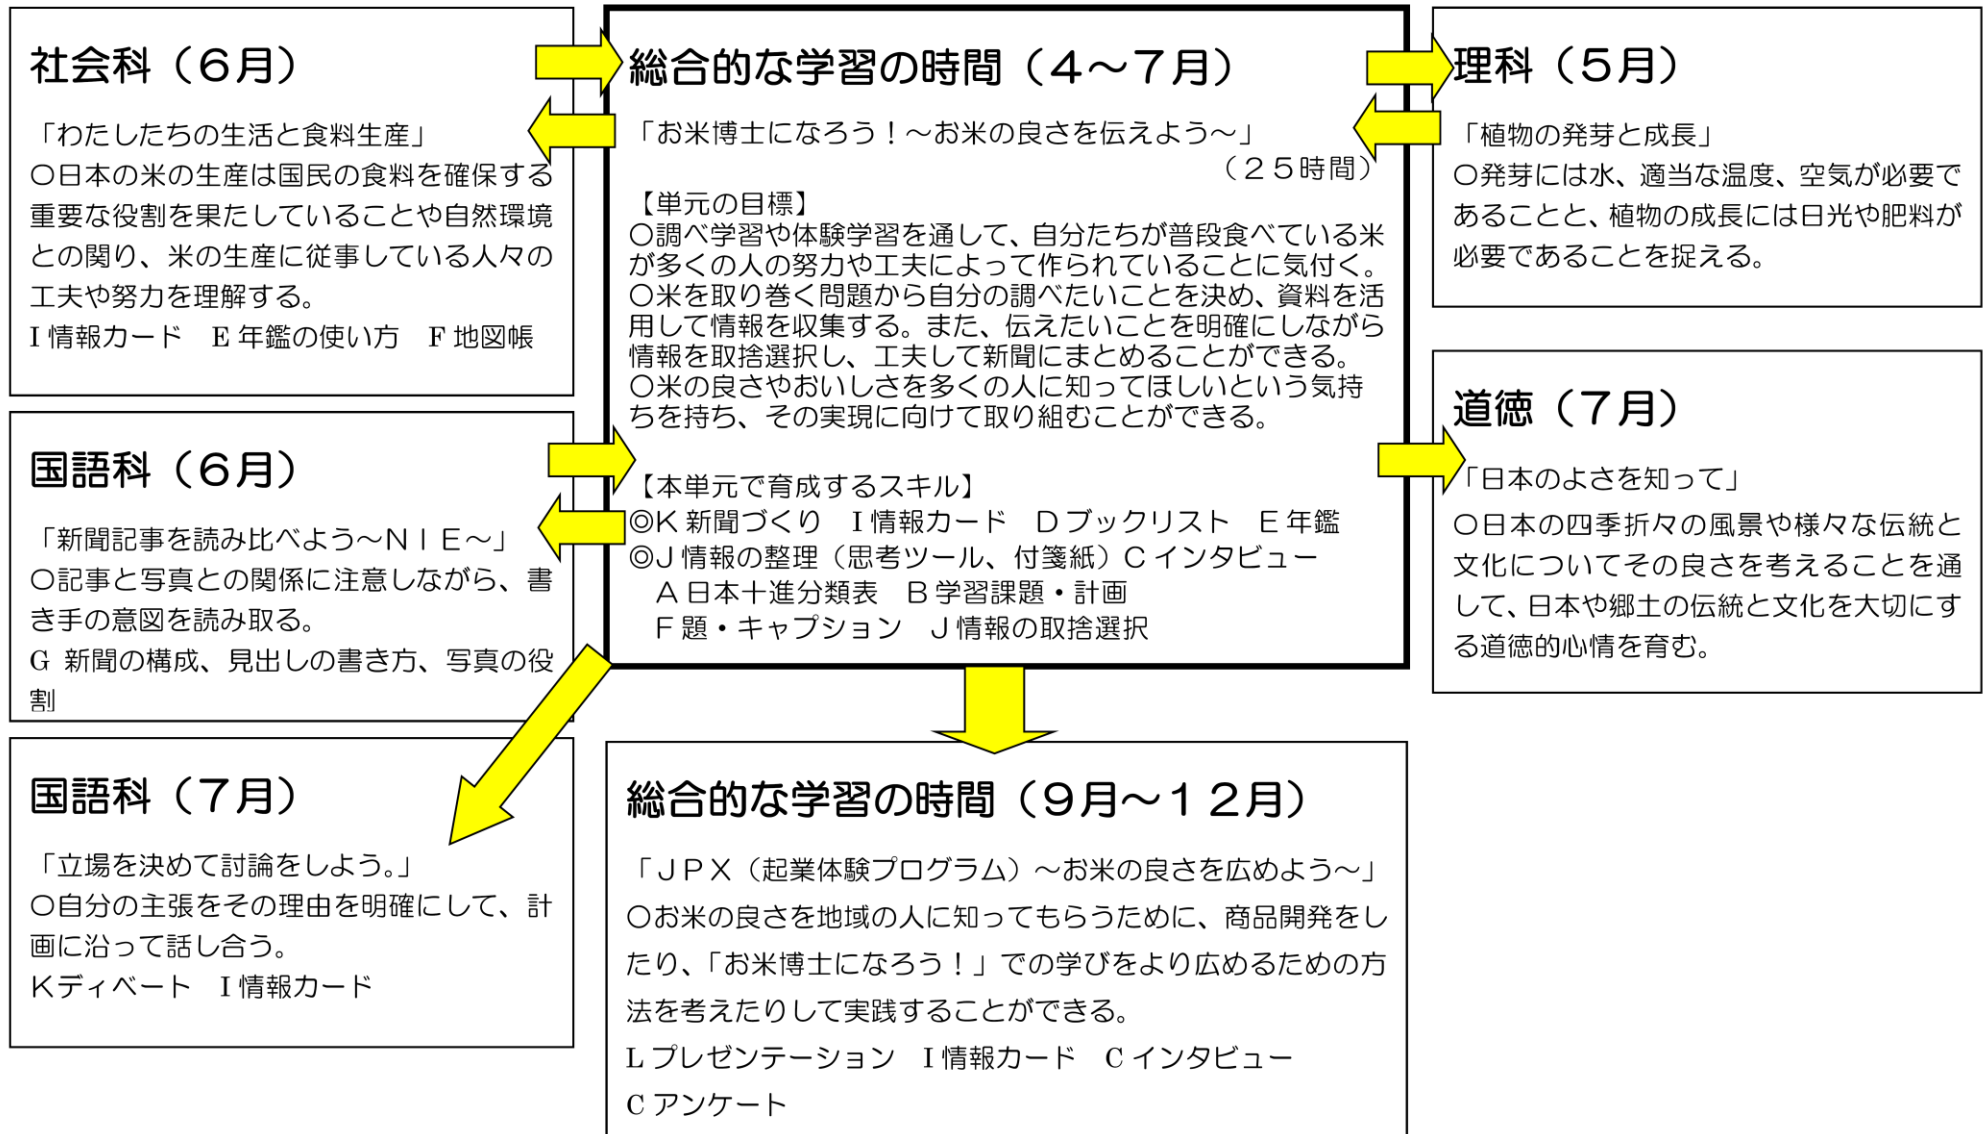 社会科（６月）
「わたしたちの生活と食料生産」
〇日本の米の生産は国民の食料を確保する
重要な役割を果たしていることや自然環境
との関り、米の生産に従事している人々の
工夫や努力を理解する。
I 情報カード　E 年鑑の使い方　F 地図帳
国語科（６月）
「新聞記事を読み比べよう～ＮＩＥ～」
〇記事と写真との関係に注意しながら、書
き手の意図を読み取る。
G 新聞の構成、見出しの書き方、写真の役
割
国語科（７月）
「立場を決めて討論をしよう。」
〇自分の主張をその理由を明確にして、計
画に沿って話し合う。
Ｋディベート　I 情報カード
総合的な学習の時間（４～７月）
「お米博士になろう！～お米の良さを伝えよう～」
（２５時間）
【単元の目標】
〇調べ学習や体験学習を通して、自分たちが普段食べている米
が多くの人の努力や工夫によって作られていることに気付く。
〇米を取り巻く問題から自分の調べたいことを決め、資料を活
用して情報を収集する。また、伝えたいことを明確にしながら
情報を取捨選択し、工夫して新聞にまとめることができる。
〇米の良さやおいしさを多くの人に知ってほしいという気持
ちを持ち、その実現に向けて取り組むことができる。
【本単元で育成するスキル】
◎Ｋ新聞づくり　I 情報カード　Ｄブックリスト　Ｅ年鑑
◎Ｊ情報の整理（思考ツール、付箋紙）Ｃインタビュー
Ａ日本十進分類表　Ｂ学習課題・計画
Ｆ題・キャプション　Ｊ情報の取捨選択
総合的な学習の時間（９月～１２月）
「ＪＰＸ（起業体験プログラム）～お米の良さを広めよう～」
〇お米の良さを地域の人に知ってもらうために、商品開発をし
たり、「お米博士になろう！」での学びをより広めるための方
法を考えたりして実践することができる。
L プレゼンテーション　I 情報カード　C インタビュー
C アンケート
理科（５月）
「植物の発芽と成長」
〇発芽には水、適当な温度、空気が必要で
あることと、植物の成長には日光や肥料が
必要であることを捉える。
道徳（７月）
「日本のよさを知って」
〇日本の四季折々の風景や様々な伝統と
文化についてその良さを考えることを通
して、日本や郷土の伝統と文化を大切にす
る道徳的心情を育む。